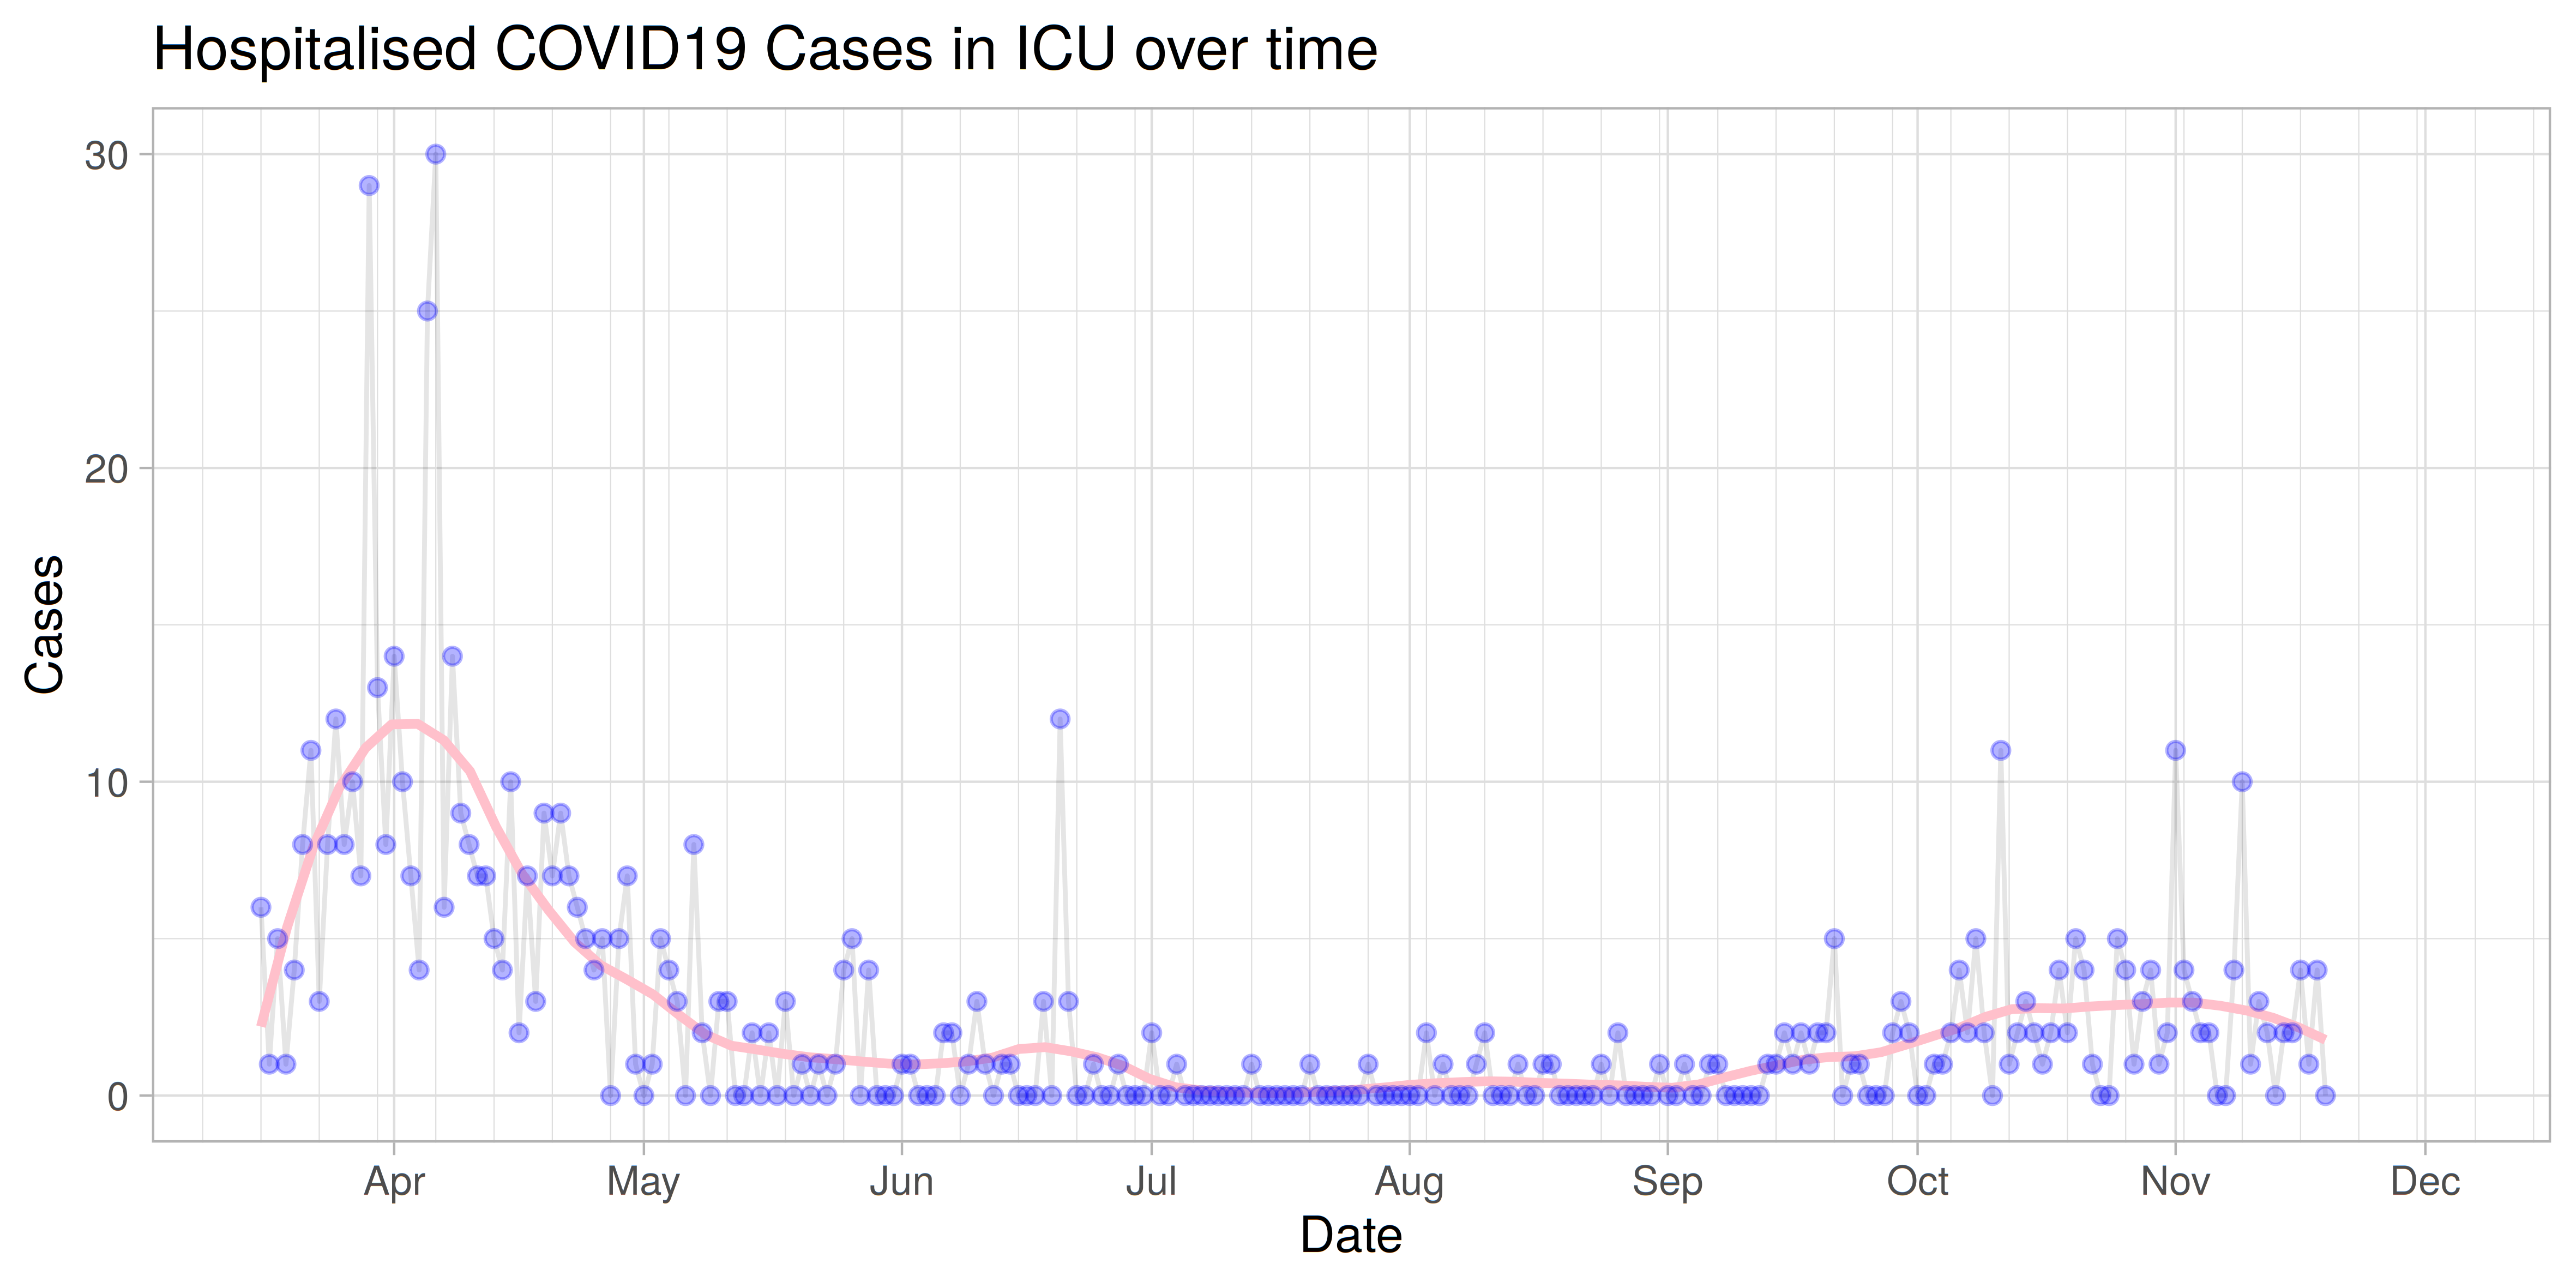 Hospitalised COVID19 Cases in ICU over time
30
20
10
0
Cases
Apr May Jun Jul Aug Sep Oct Nov Dec
Date